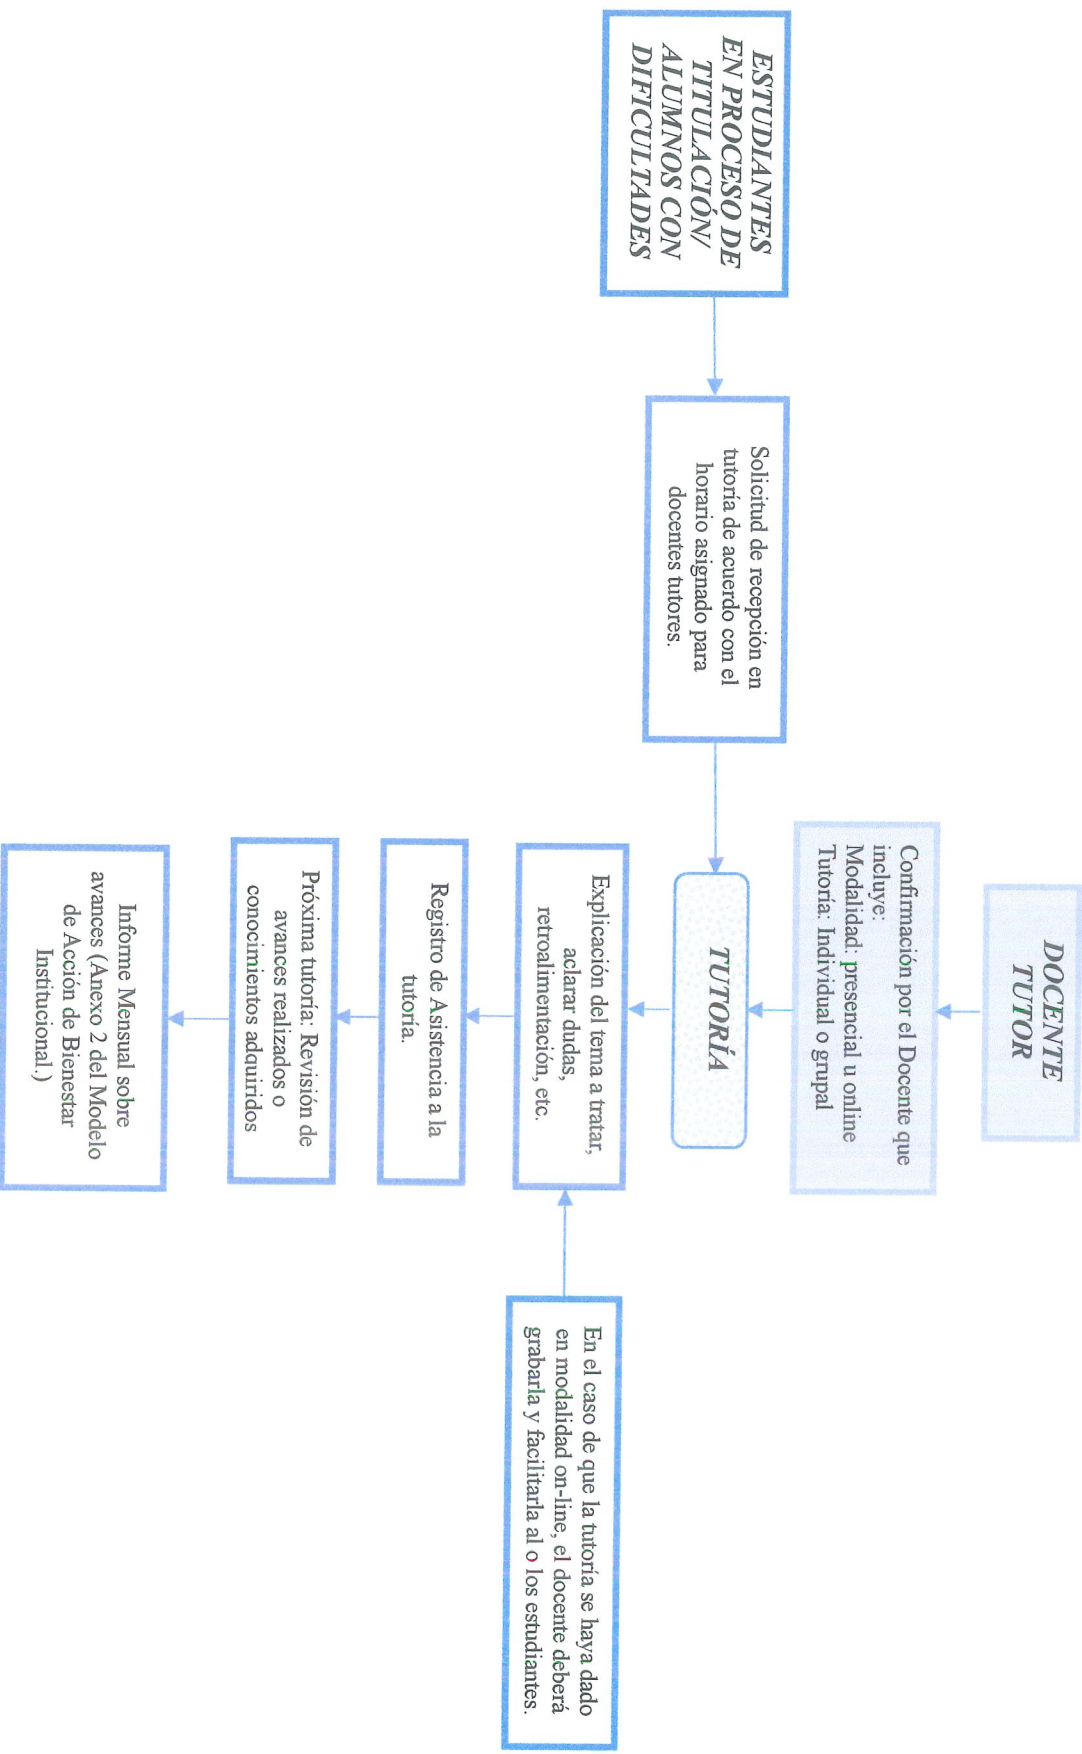 DOCENTE
TUTOR
Confirmación por el Docente que
incluye:
Modalidad: presencial u online
Tutoría: Individual o grupal
ESTUDIANTES
EN PROCESO DE
TITULACIÓN/
ALUMNOS CON
DIFICULTADES
Solicitud de recepción en
tutoría de acuerdo con el
horario asignado para
docentes tutores.
TUTORÍA
Explicación del tema a tratar,
aclarar dudas,
retroalimentación, etc.
En el caso de que la tutoría se haya dado
en modalidad on-line, el docente deberá
grabarla y facilitarla al o los estudiantes.
Registro de Asistencia a la
tutoría.
Próxima tutoría: Revisión de
avances realizados o
conocimientos adquiridos
Informe Mensual sobre
avances (Anexo 2 del Modelo
de Acción de Bienestar
Institucional.)